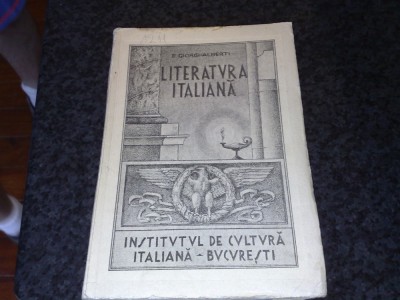 LITERATVRA
ITALIANĂ
INSTITVTVL DE CVLTVRĂ
ITALIANĂ - BVCVREȘTI